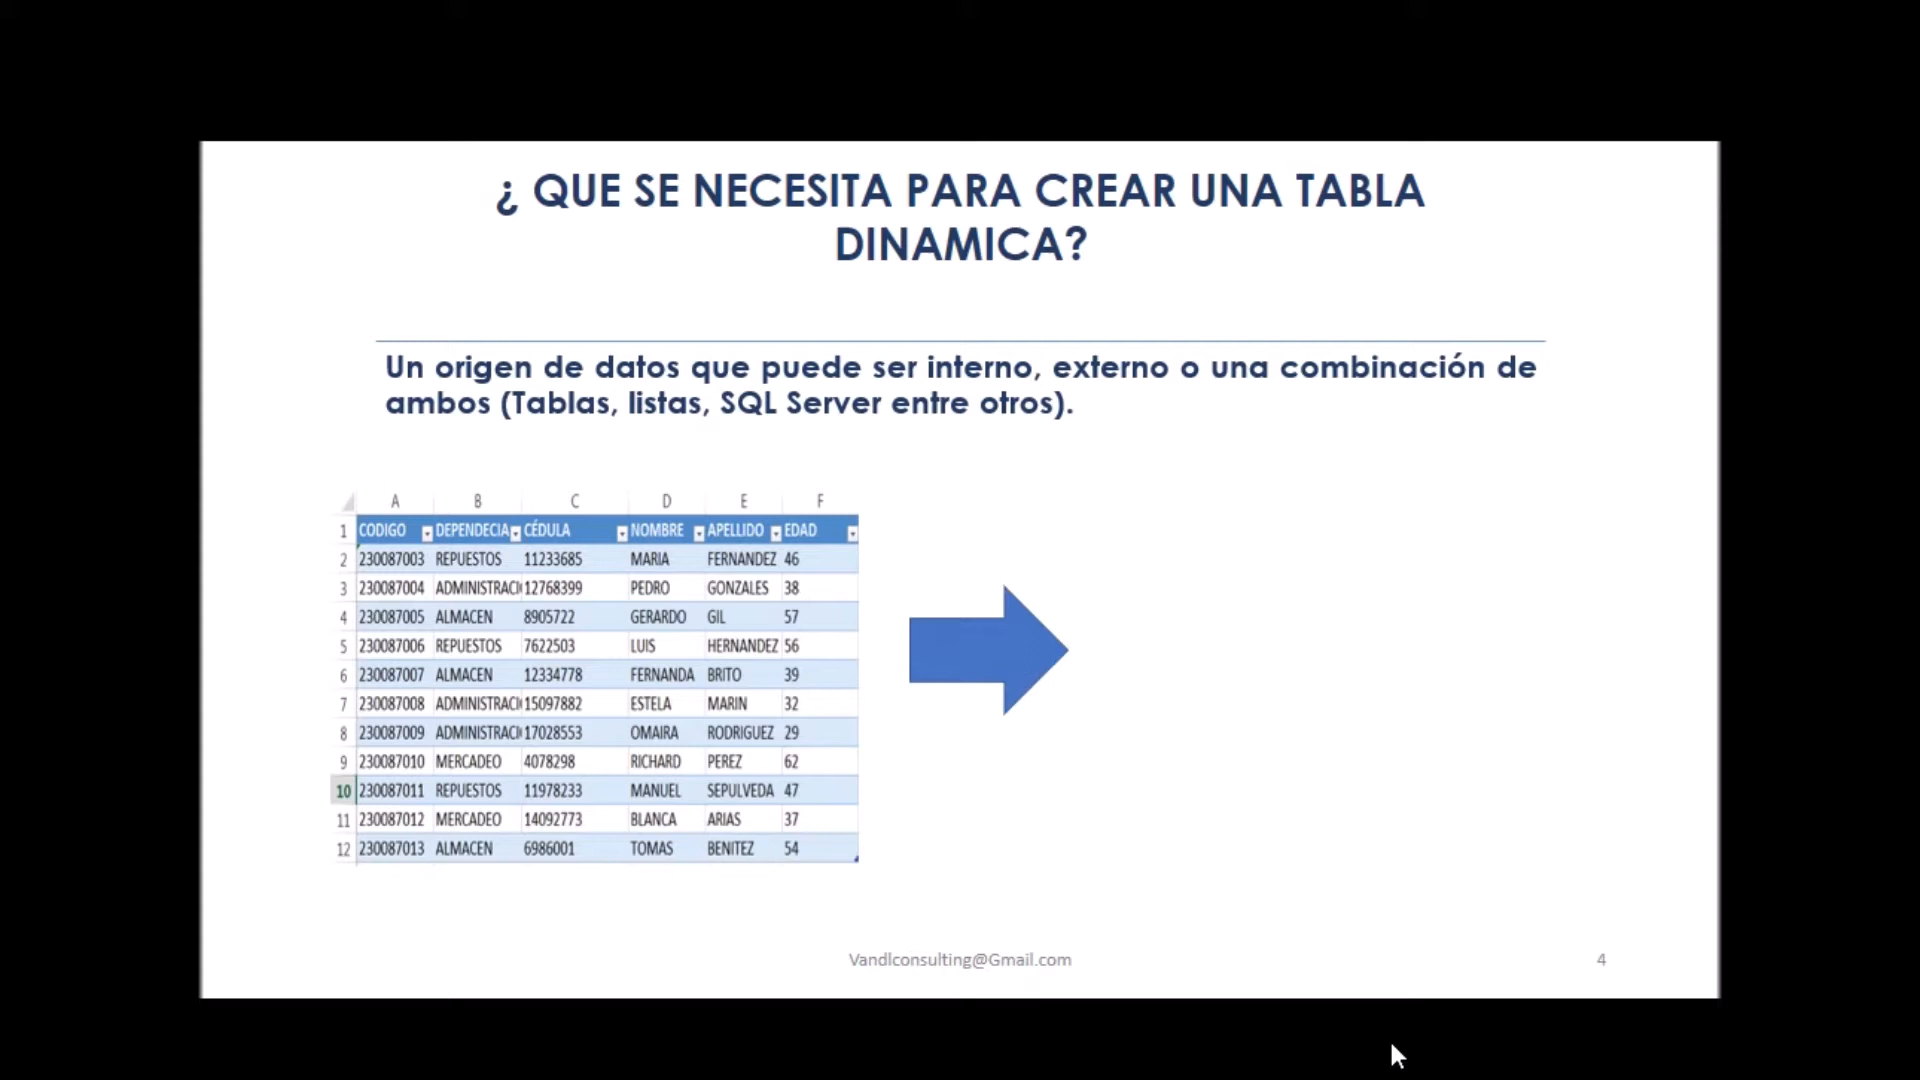 ¿ QUE SE NECESITA PARA CREAR UNA TABLA
DINAMICA?
Un origen de datos que puede ser interno, externo o una combinación de
ambos (Tablas, listas, SQL Server entre otros).
A B C D E F
1 CODIGO DEPENDECIA CÉDULA NOMBRE APELLIDO EDAD
2 230087003 REPUESTOS 11233685 MARIA FERNANDEZ 46
3 230087004 ADMINISTRACI 12768399 PEDRO GONZALES 38
4 230087005 ALMACEN 8905722 GERARDO GIL 57
5 230087006 REPUESTOS 7622503 LUIS HERNANDEZ 56
6 230087007 ALMACEN 12334778 FERNANDA BRITO 39
7 230087008 ADMINISTRACI 15097882 ESTELA MARIN 32
8 230087009 ADMINISTRACI 17028553 OMAIRA RODRIGUEZ 29
9 230087010 MERCADEO 4078298 RICHARD PEREZ 62
10 230087011 REPUESTOS 11978233 MANUEL SEPULVEDA 47
11 230087012 MERCADEO 14092773 BLANCA ARIAS 37
12 230087013 ALMACEN 6986001 TOMAS BENITEZ 54
Vandlconsulting@Gmail.com 4